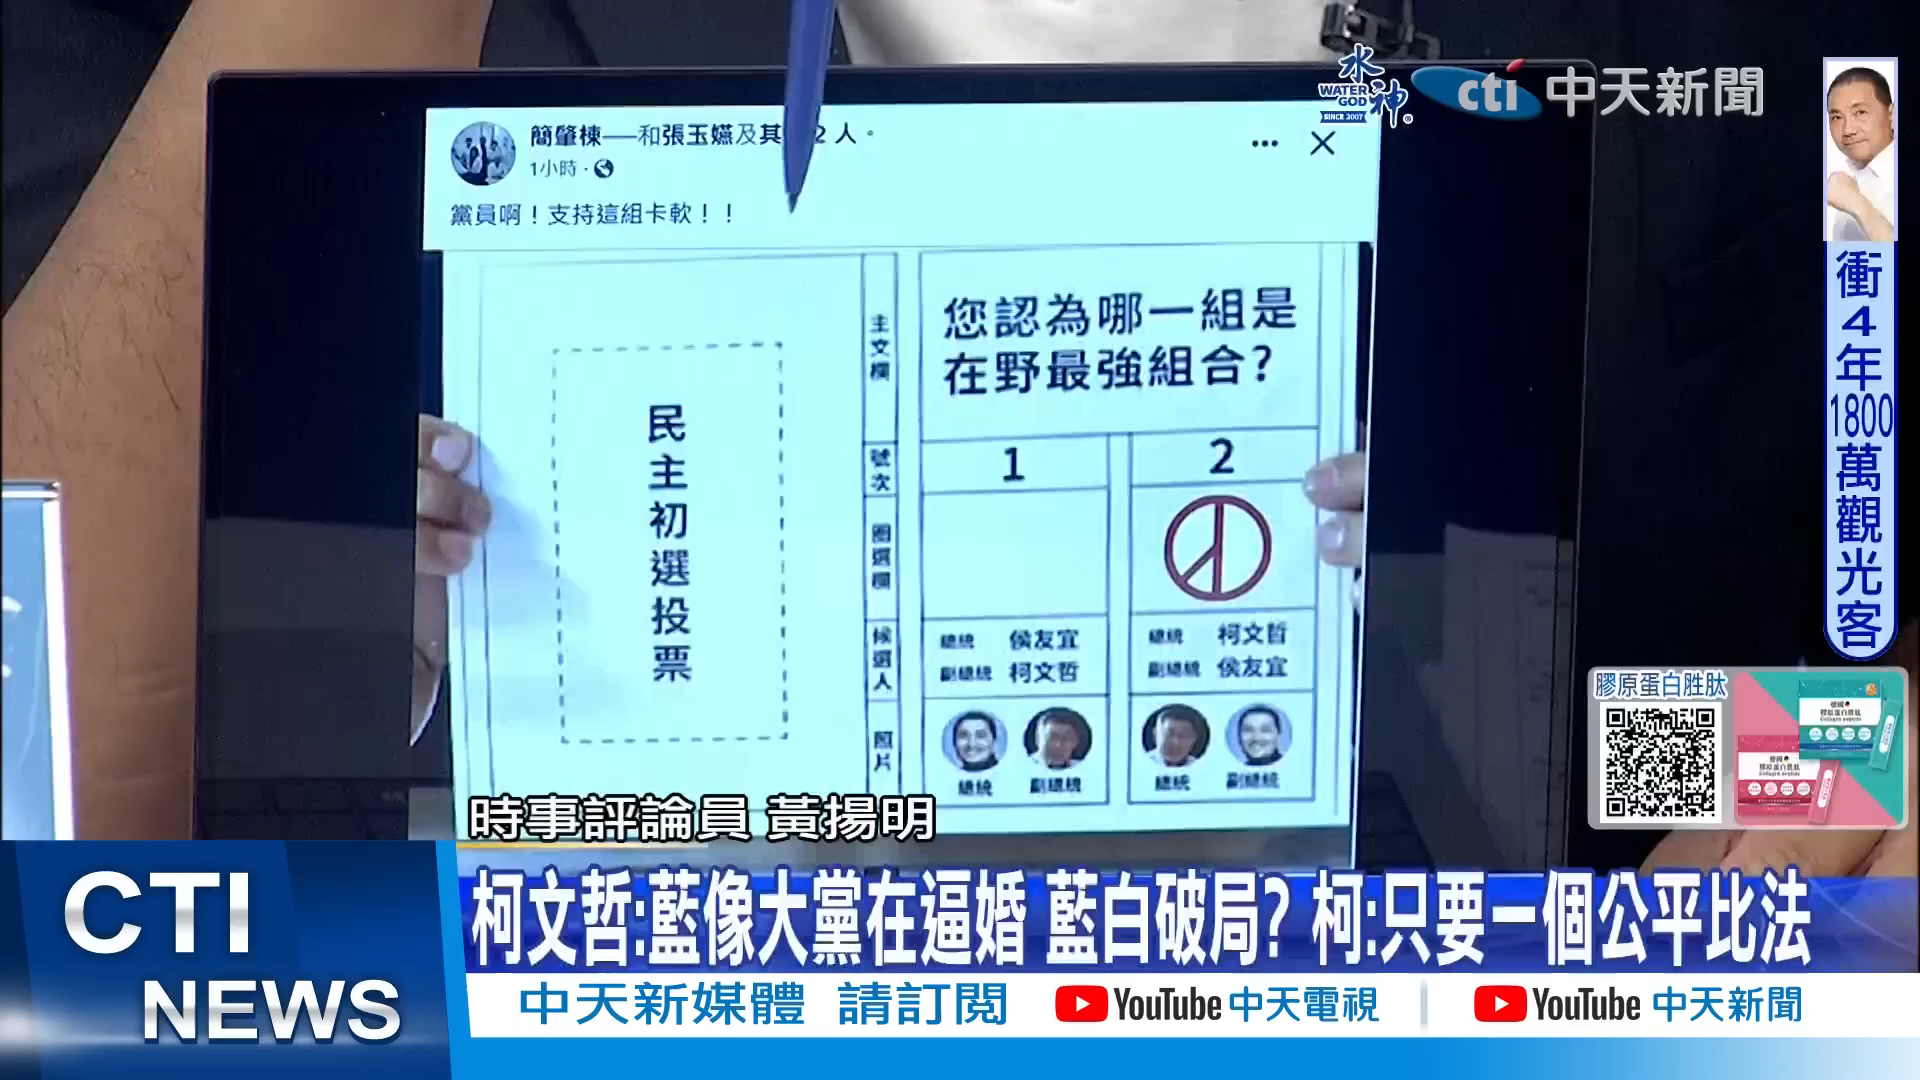 水神
WATER GOD
SINCE 2007
cti 中天新聞
簡肇棟──和張玉嬿及其 2 人。
1小時
黨員啊！支持這組卡軟！！
民主初選投票
主文欄
您認為哪一組是
在野最強組合?
號次
1
2
圈選欄
候選人
總統 侯友宜
副總統 柯文哲
總統 柯文哲
副總統 侯友宜
照片
總統
副總統
總統
副總統
衝4年1800萬觀光客
膠原蛋白胜肽
時事評論員 黃揚明
CTI
NEWS
柯文哲:藍像大黨在逼婚 藍白破局? 柯:只要一個公平比法
中天新媒體 請訂閱 YouTube 中天電視 YouTube 中天新聞